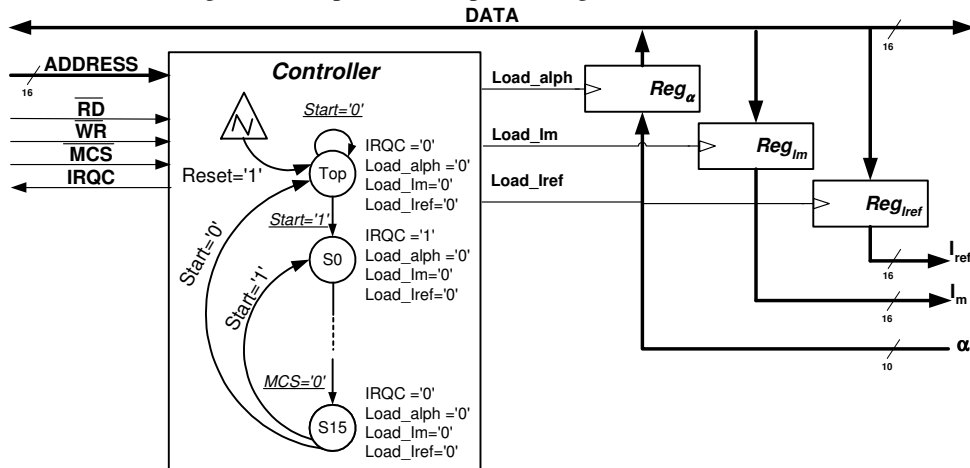 DATA
16
ADDRESS
16
RD
WR
MCS
IRQC
Controller
Start='0'
Reset='1'
Top
IRQC ='0'
Load_alph ='0'
Load_Im='0'
Load_Iref='0'
Start='1'
S0
IRQC ='1'
Load_alph ='0'
Load_Im='0'
Load_Iref='0'
Start='0'
Start='1'
MCS='0'
S15
IRQC ='0'
Load_alph ='0'
Load_Im='0'
Load_Iref='0'
Load_alph
Load_Im
Load_Iref
Regα
RegIm
RegIref
Iref
16
Im
16
α
10